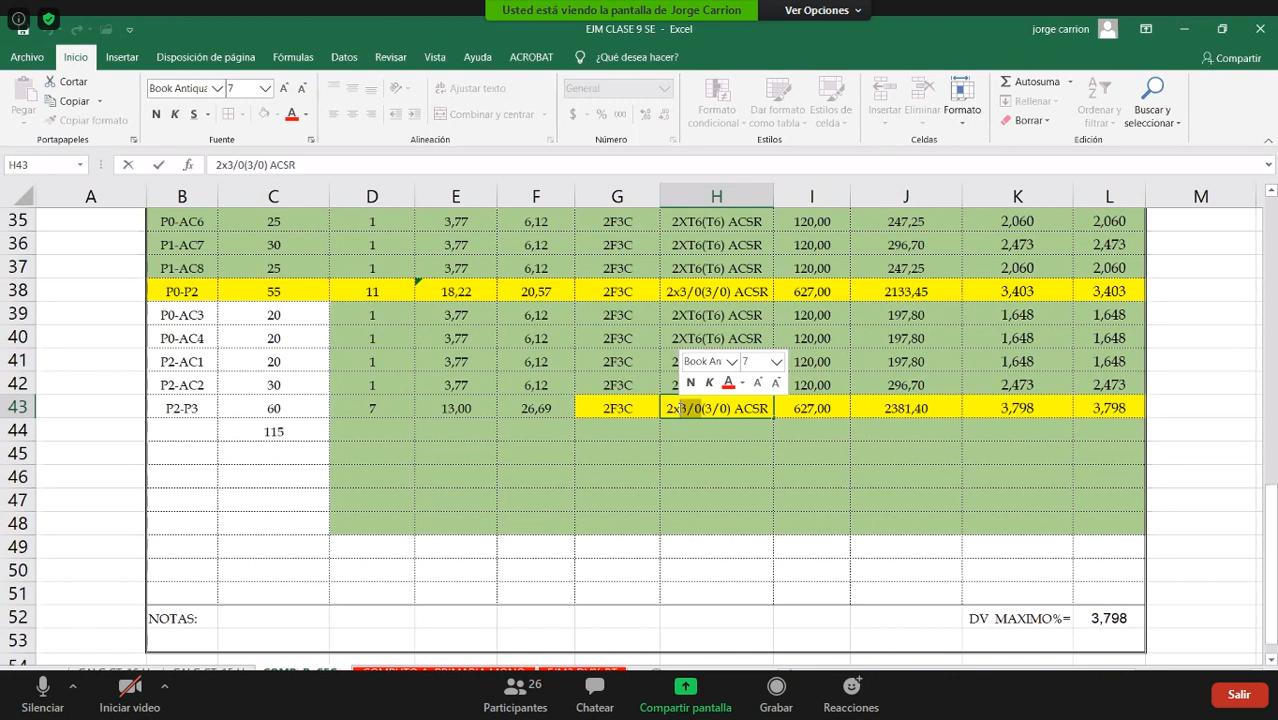 Usted está viendo la pantalla de Jorge Carrion Ver Opciones
EJM CLASE 9 SE - Excel jorge carrion
Archivo Inicio Insertar Disposición de página Fórmulas Datos Revisar Vista Ayuda ACROBAT ¿Qué desea hacer? Compartir
Pegar Cortar Copiar Copiar formato
Book Antiqua 7 A A
N K S A
Ajustar texto
Combinar y centrar
General
$ % 000
Formato condicional Dar formato como tabla Estilos de celda
Insertar Eliminar Formato
Autosuma Rellenar Borrar
Ordenar y filtrar Buscar y seleccionar
Portapapeles Fuente Alineación Número Estilos Celdas Edición
H43 fx 2x3/0(3/0) ACSR
A B C D E F G H I J K L M
35 P0-AC6 25 1 3,77 6,12 2F3C 2XT6(T6) ACSR 120,00 247,25 2,060 2,060
36 P1-AC7 30 1 3,77 6,12 2F3C 2XT6(T6) ACSR 120,00 296,70 2,473 2,473
37 P1-AC8 25 1 3,77 6,12 2F3C 2XT6(T6) ACSR 120,00 247,25 2,060 2,060
38 P0-P2 55 11 18,22 20,57 2F3C 2x3/0(3/0) ACSR 627,00 2133,45 3,403 3,403
39 P0-AC3 20 1 3,77 6,12 2F3C 2XT6(T6) ACSR 120,00 197,80 1,648 1,648
40 P0-AC4 20 1 3,77 6,12 2F3C 2XT6(T6) ACSR 120,00 197,80 1,648 1,648
41 P2-AC1 20 1 3,77 6,12 2F3C 2 Book An 7 120,00 197,80 1,648 1,648
42 P2-AC2 30 1 3,77 6,12 2F3C 2 N K A A A 120,00 296,70 2,473 2,473
43 P2-P3 60 7 13,00 26,69 2F3C 2x3/0(3/0) ACSR 627,00 2381,40 3,798 3,798
44 115
45
46
47
48
49
50
51
52 NOTAS: DV MAXIMO%= 3,798
53
Silenciar Iniciar video Participantes 26 Chatear Compartir pantalla Grabar Reacciones Salir